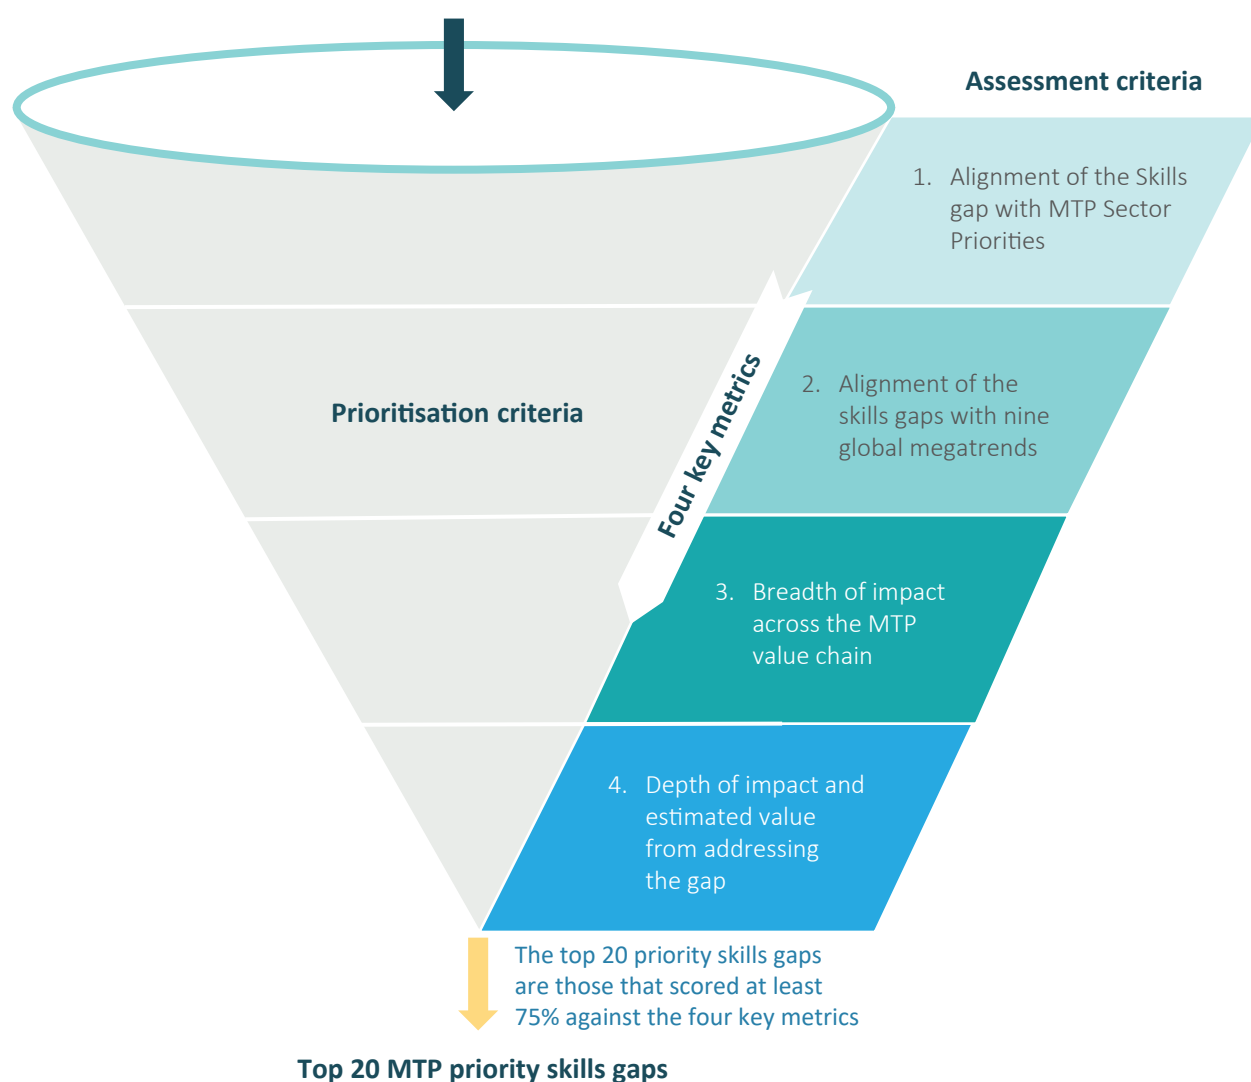 Assessment criteria
1. Alignment of the Skills
gap with MTP Sector
Priorities
2. Alignment of the
skills gaps with nine
global megatrends
Prioritisation criteria
Four key metrics
3. Breadth of impact
across the MTP
value chain
4. Depth of impact and
estimated value
from addressing
the gap
The top 20 priority skills gaps
are those that scored at least
75% against the four key metrics
Top 20 MTP priority skills gaps